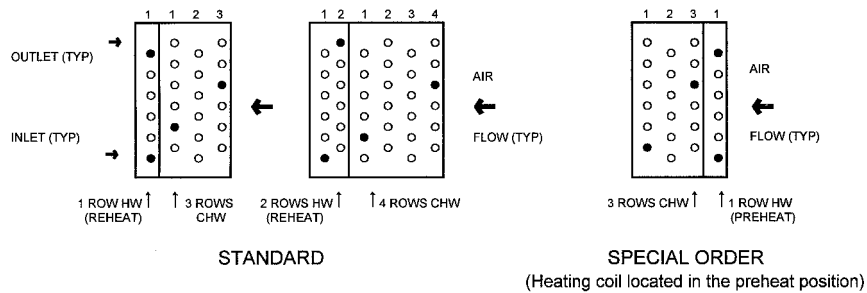 1 1 2 3
1 2 1 2 3 4
1 2 3 1
OUTLET (TYP)
INLET (TYP)
AIR
FLOW (TYP)
AIR
FLOW (TYP)
1 ROW HW
(REHEAT)
3 ROWS
CHW
2 ROWS HW
(REHEAT)
4 ROWS CHW
3 ROWS CHW
1 ROW HW
(PREHEAT)
STANDARD
SPECIAL ORDER
(Heating coil located in the preheat position)